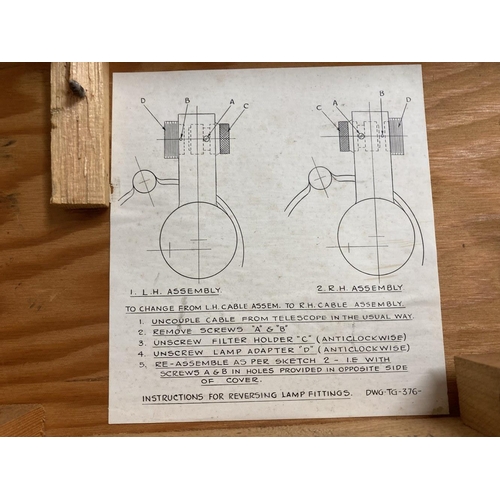 D B A C
C A B D
1. L.H. ASSEMBLY.
2. R.H ASSEMBLY.
TO CHANGE FROM L.H. CABLE ASSEM. TO R.H. CABLE ASSEMBLY.
1. UNCOUPLE CABLE FROM TELESCOPE IN THE USUAL WAY.
2. REMOVE SCREWS "A" & "B"
3. UNSCREW FILTER HOLDER "C" (ANTICLOCKWISE)
4. UNSCREW LAMP ADAPTER "D" (ANTICLOCKWISE)
5. RE-ASSEMBLE AS PER SKETCH 2 - I.E WITH
SCREWS A & B IN HOLES PROVIDED IN OPPOSITE SIDE
OF COVER.
INSTRUCTIONS FOR REVERSING LAMP FITTINGS. DWG-TG-376-